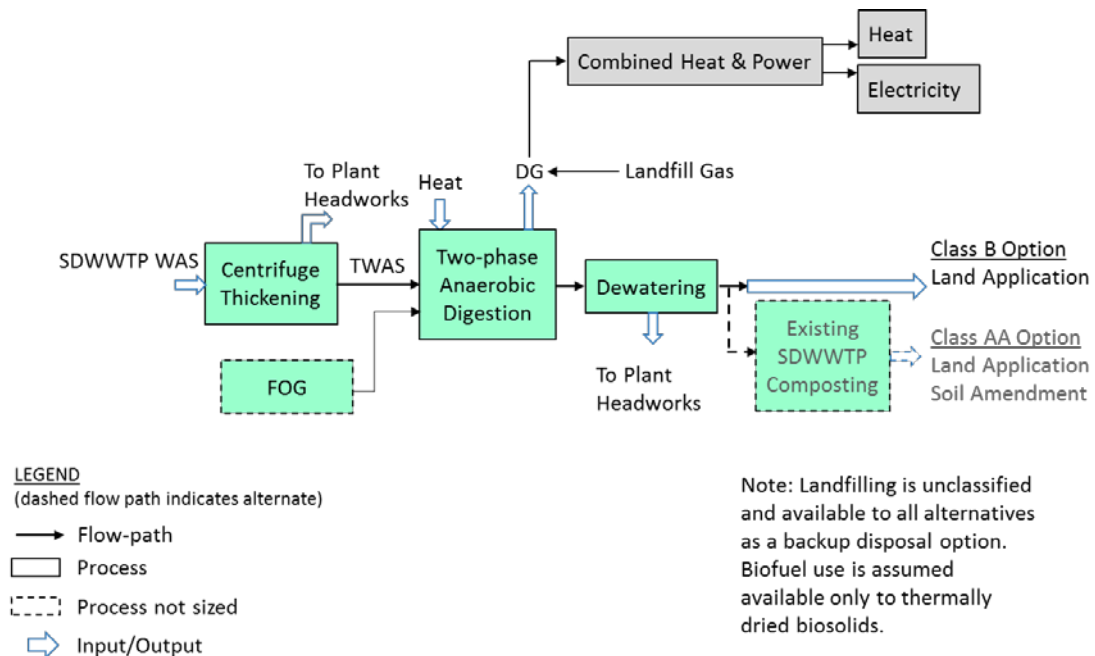 Heat
Combined Heat & Power
Electricity
To Plant
Headworks
Heat
DG
Landfill Gas
SDWWTP WAS
Centrifuge
Thickening
TWAS
Two-phase
Anaerobic
Digestion
Dewatering
Class B Option
Land Application
FOG
To Plant
Headworks
Existing
SDWWTP
Composting
Class AA Option
Land Application
Soil Amendment
LEGEND
(dashed flow path indicates alternate)
Flow-path
Process
Process not sized
Input/Output
Note: Landfilling is unclassified
and available to all alternatives
as a backup disposal option.
Biofuel use is assumed
available only to thermally
dried biosolids.